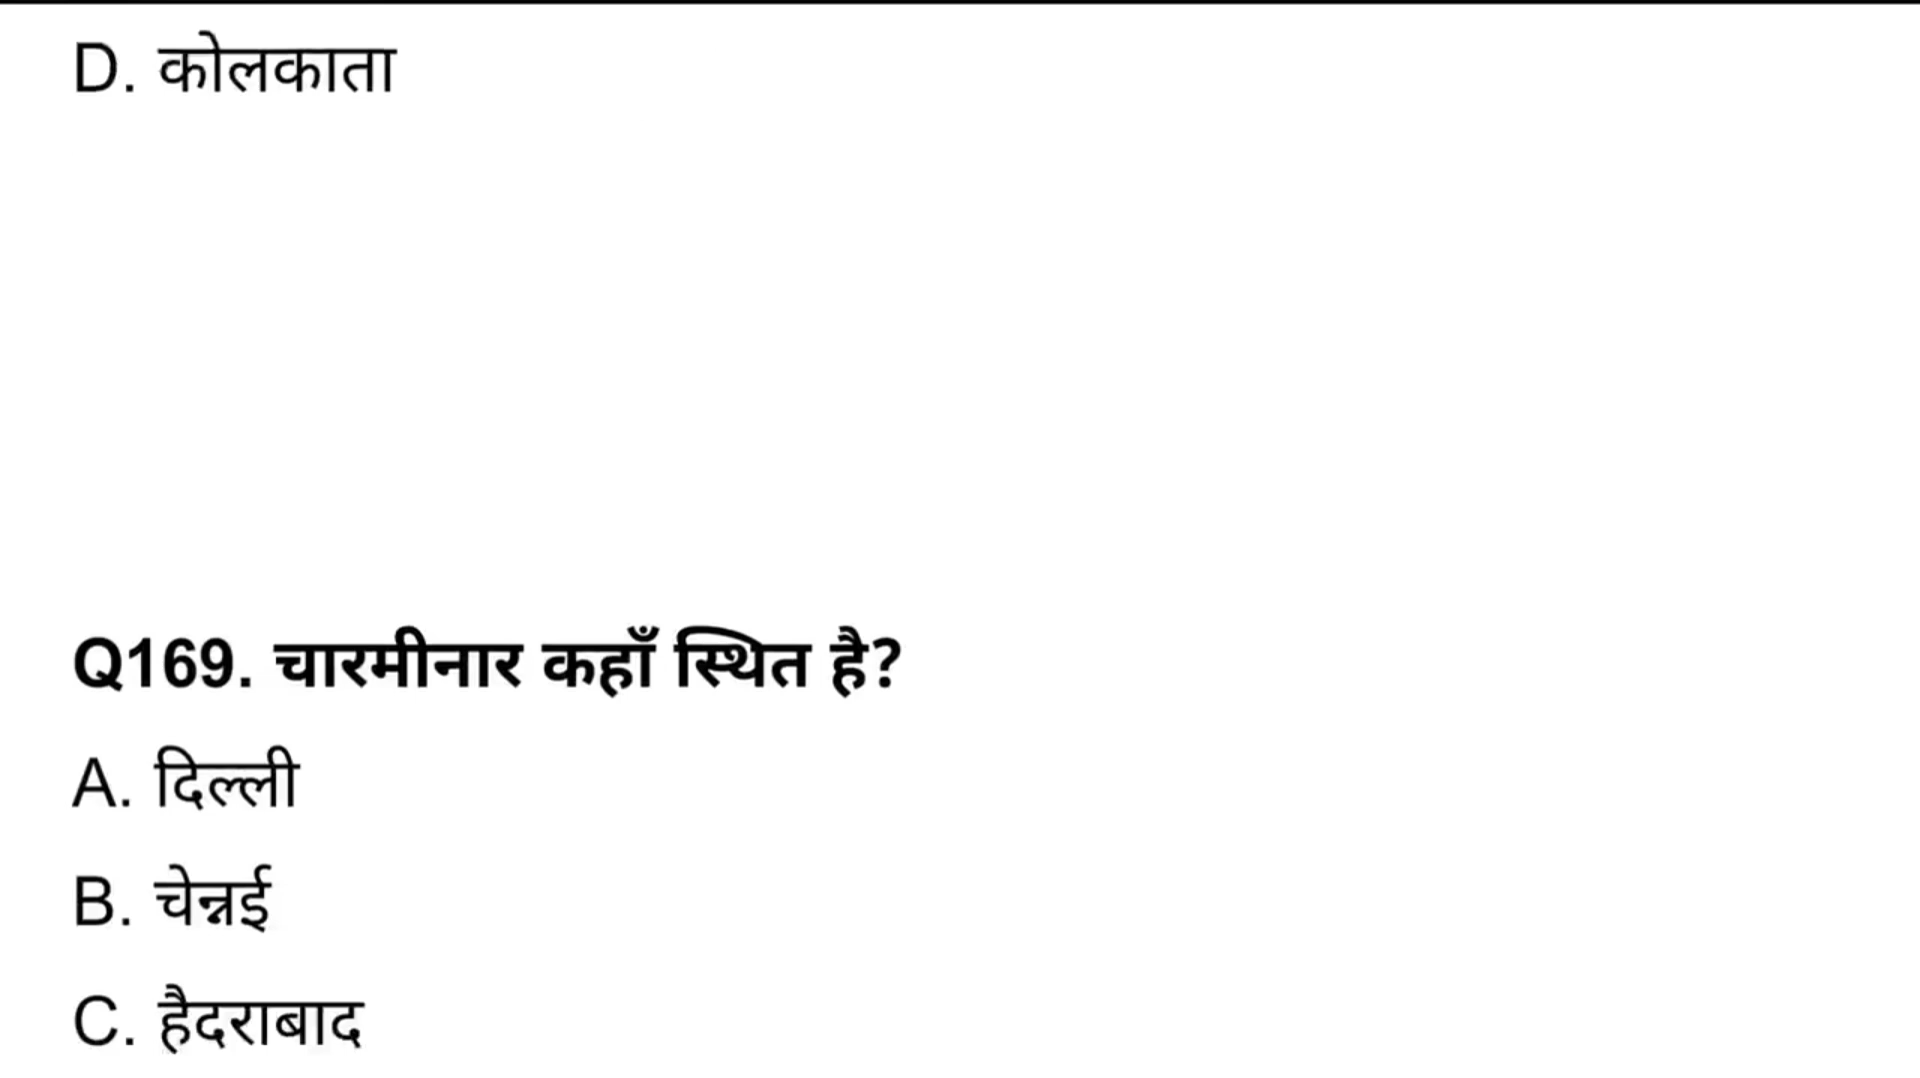 D. कोलकाता
Q169. चारमीनार कहाँ स्थित है?
A. दिल्ली
B. चेन्नई
C. हैदराबाद